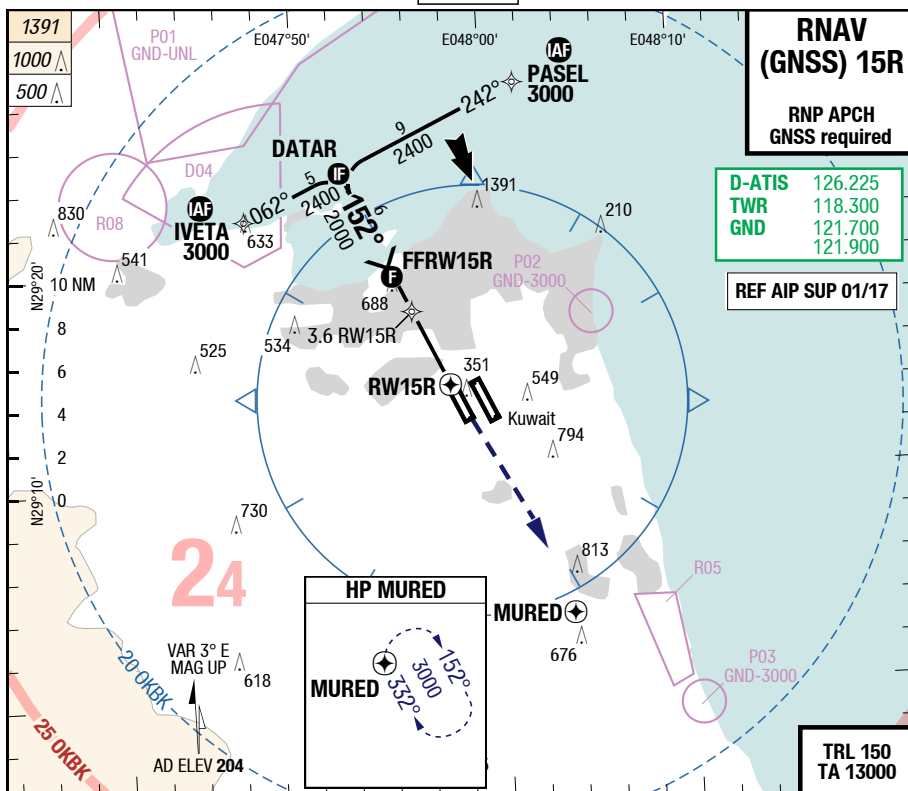 1391
1000
500
P01
GND-UNL
E047°50'
E048°00'
E048°10'
RNAV
(GNSS) 15R
RNP APCH
GNSS required
IAF
PASEL
3000
242°
9
2400
DATAR
IF
D04
R08
5
2400
062°
IAF
IVETA
3000
6
2000
152°
1391
D-ATIS 126.225
TWR 118.300
GND 121.700
121.900
830
633
210
541
N29°20'
10 NM
FFRW15R
F
688
P02
GND-3000
REF AIP SUP 01/17
8
534
3.6 RW15R
525
6
RW15R
351
549
4
Kuwait
794
2
N29°10'
0
730
24
813
R05
HP MURED
MURED
676
VAR 3° E
MAG UP
20 OKBK
618
MURED
152°
3000
332°
P03
GND-3000
25 OKBK
AD ELEV 204
TRL 150
TA 13000